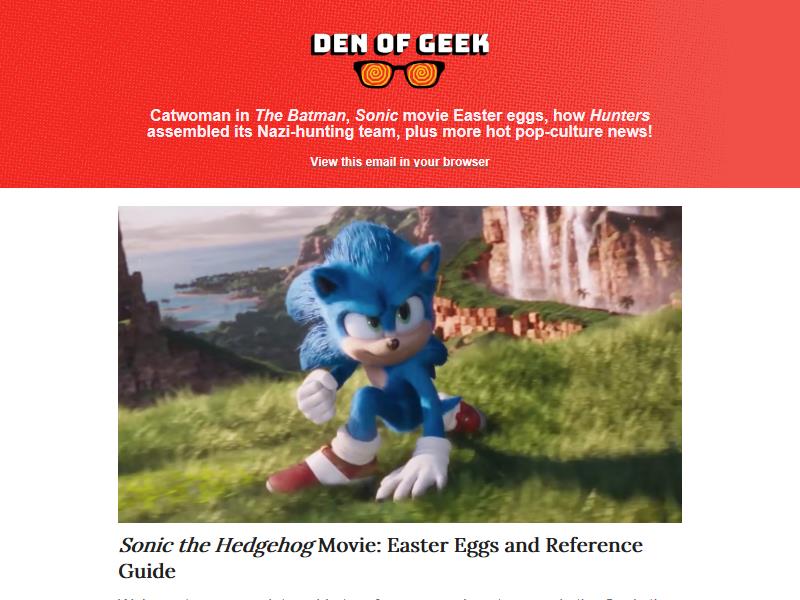 DEN OF GEEK
Catwoman in The Batman, Sonic movie Easter eggs, how Hunters
assembled its Nazi-hunting team, plus more hot pop-culture news!
View this email in your browser
Sonic the Hedgehog Movie: Easter Eggs and Reference
Guide